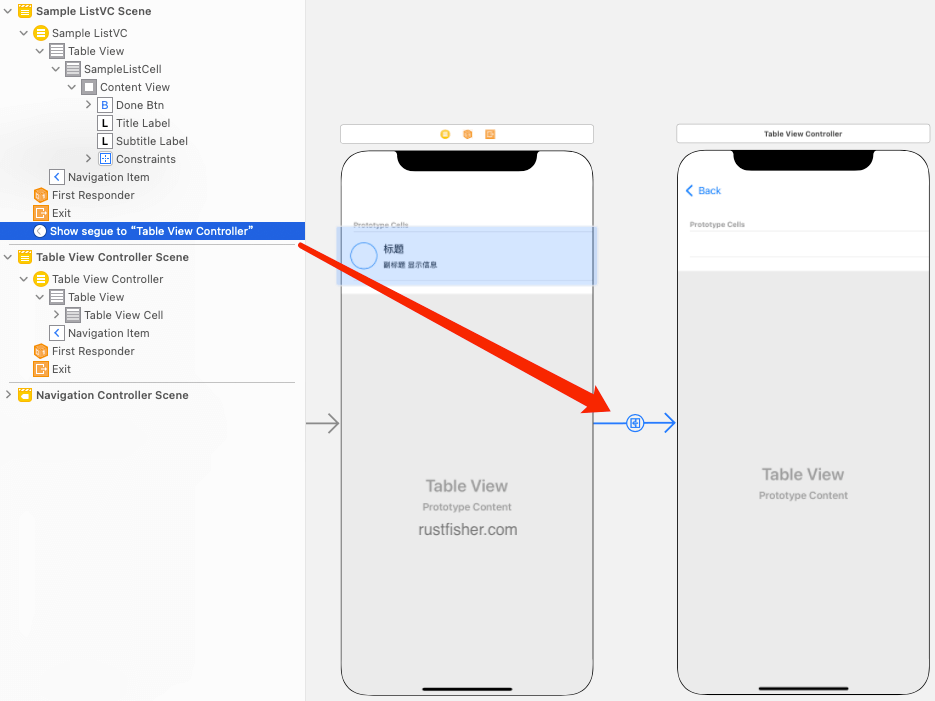 Sample ListVC Scene
Sample ListVC
Table View
SampleListCell
Content View
B Done Btn
L Title Label
L Subtitle Label
Constraints
Navigation Item
First Responder
Exit
Show segue to “Table View Controller”
Table View Controller Scene
Table View Controller
Table View
Table View Cell
Navigation Item
First Responder
Exit
Navigation Controller Scene
Prototype Cells
标题
副标题 显示信息
Table View
Prototype Content
rustfisher.com
Table View Controller
Back
Prototype Cells
Table View
Prototype Content